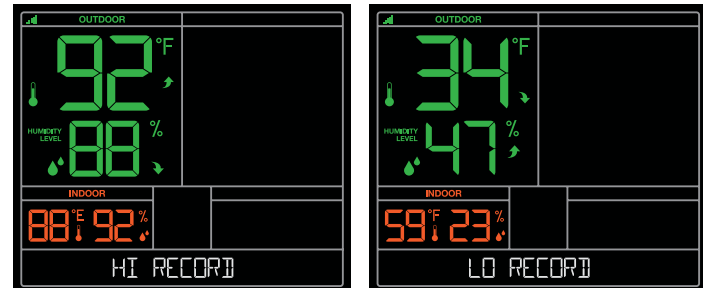 OUTDOOR
92 °F
HUMIDITY
LEVEL
88 %
INDOOR
88 °F 92 %
HI RECORD
OUTDOOR
34 °F
HUMIDITY
LEVEL
47 %
INDOOR
59 °F 23 %
LO RECORD